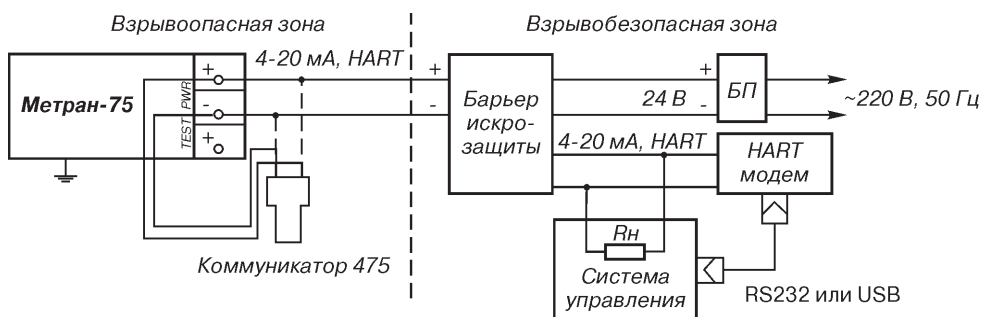 Взрывоопасная зона
Взрывобезопасная зона
4-20 мА, HART
Метран-75
+
PWR
-
TEST
+
+
-
Барьер
искро-
защиты
+
24 В
-
БП
~220 В, 50 Гц
4-20 мА, HART
HART
модем
Коммуникатор 475
Rн
Система
управления
RS232 или USB